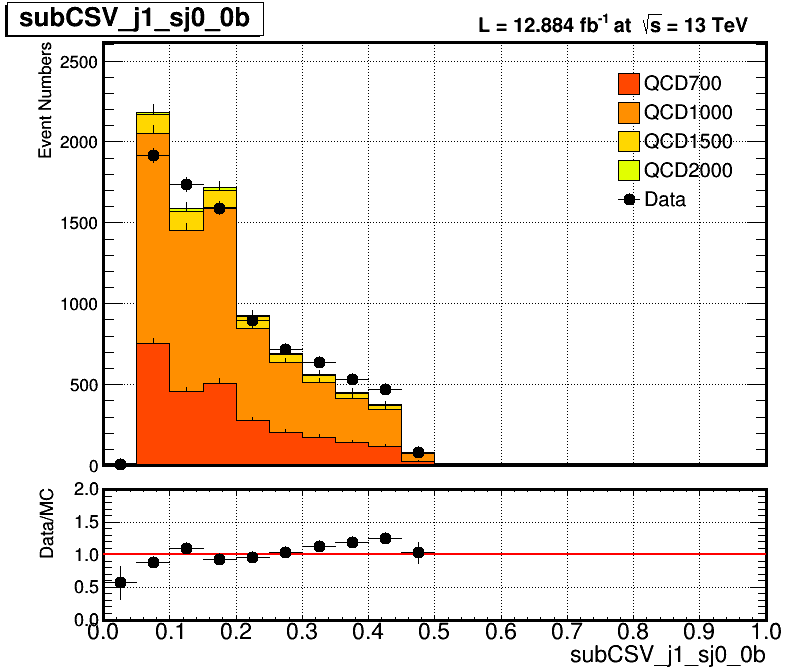 subCSV_j1_sj0_0b
L = 12.884 fb-1 at √s = 13 TeV
Event Numbers
2500
2000
1500
1000
500
0
QCD700
QCD1000
QCD1500
QCD2000
Data
Data/MC
2.0
1.5
1.0
0.5
0.0
0.0 0.1 0.2 0.3 0.4 0.5 0.6 0.7 0.8 0.9 1.0
subCSV_j1_sj0_0b